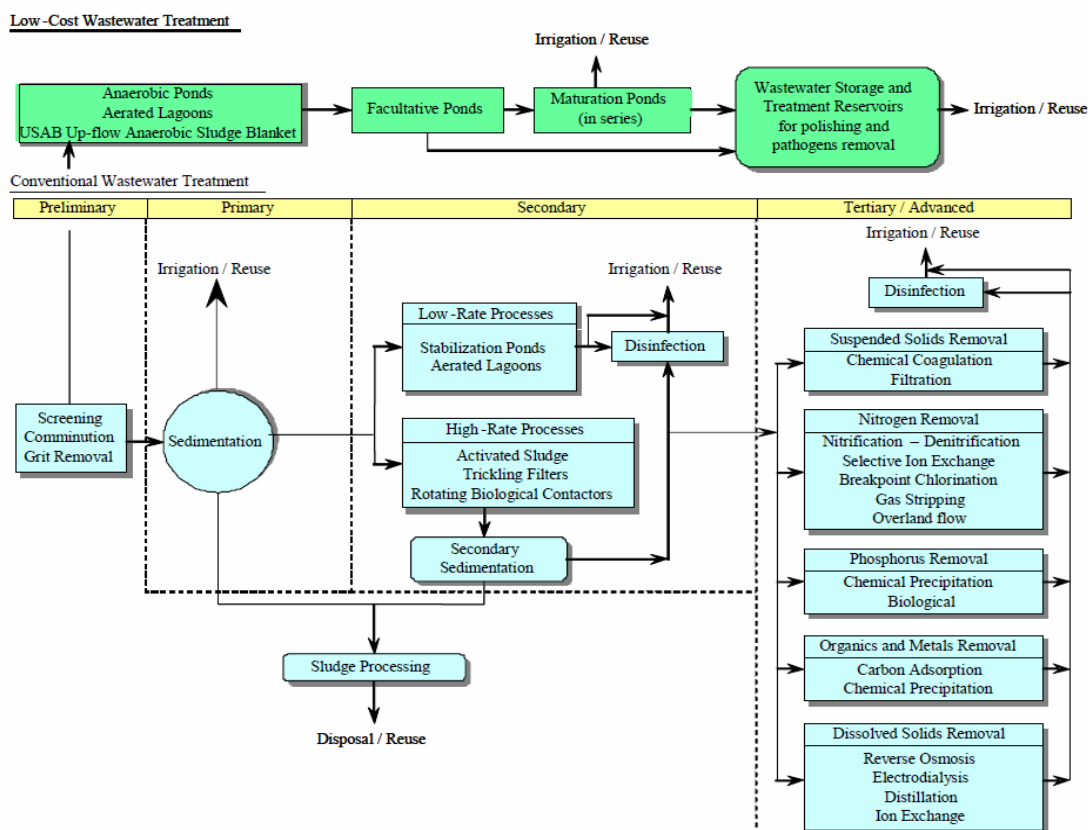 Low-Cost Wastewater Treatment
Irrigation / Reuse
Anaerobic Ponds
Aerated Lagoons
USAB Up-flow Anaerobic Sludge Blanket
Facultative Ponds
Maturation Ponds
(in series)
Wastewater Storage and
Treatment Reservoirs
for polishing and
pathogens removal
Irrigation /
Reuse
Conventional Wastewater Treatment
Preliminary
Primary
Secondary
Tertiary / Advanced
Screening
Comminution
Grit Removal
Irrigation / Reuse
Sedimentation
Irrigation / Reuse
Low-Rate Processes
Stabilization Ponds
Aerated Lagoons
Disinfection
High-Rate Processes
Activated Sludge
Trickling Filters
Rotating Biological Contactors
Secondary
Sedimentation
Sludge Processing
Disposal / Reuse
Irrigation / Reuse
Disinfection
Suspended Solids Removal
Chemical Coagulation
Filtration
Nitrogen Removal
Nitrification – Denitrification
Selective Ion Exchange
Breakpoint Chlorination
Gas Stripping
Overland flow
Phosphorus Removal
Chemical Precipitation
Biological
Organics and Metals Removal
Carbon Adsorption
Chemical Precipitation
Dissolved Solids Removal
Reverse Osmosis
Electrodialysis
Distillation
Ion Exchange